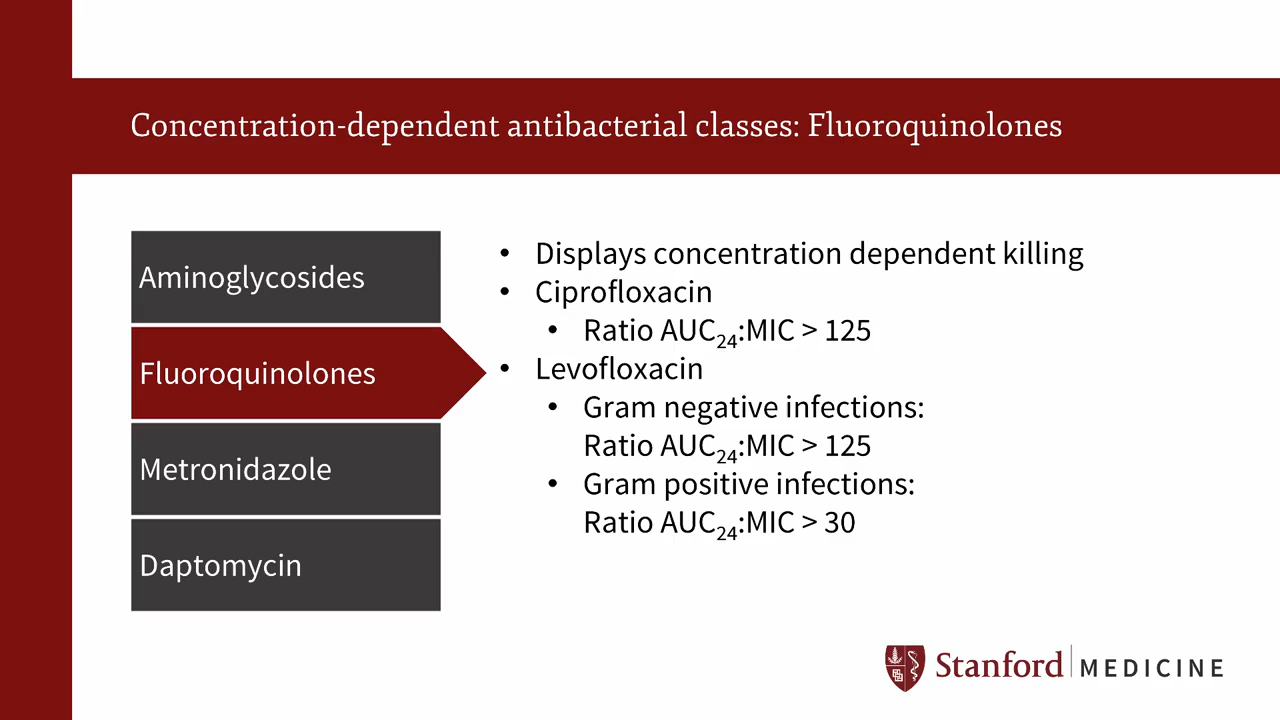 Concentration-dependent antibacterial classes: Fluoroquinolones
Aminoglycosides
Fluoroquinolones
Metronidazole
Daptomycin
• Displays concentration dependent killing
• Ciprofloxacin
• Ratio AUC24:MIC > 125
• Levofloxacin
• Gram negative infections:
Ratio AUC24:MIC > 125
• Gram positive infections:
Ratio AUC24:MIC > 30
Stanford MEDICINE